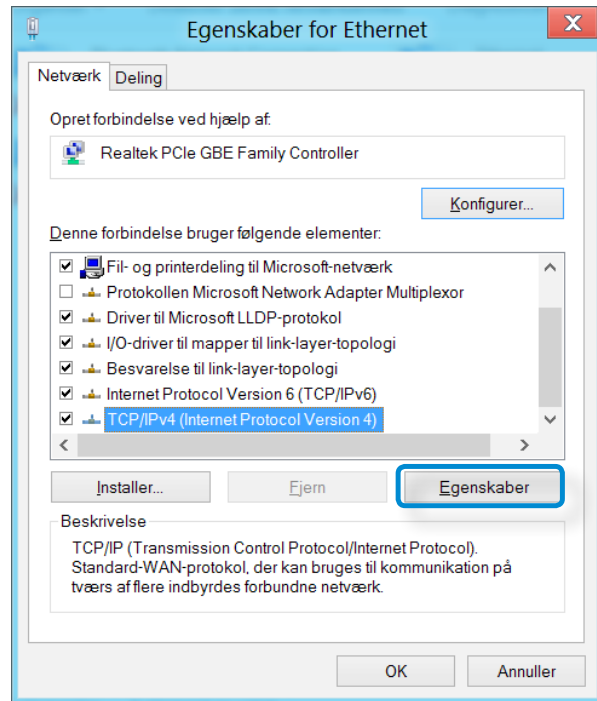 Egenskaber for Ethernet
X
Netværk Deling
Opret forbindelse ved hjælp af:
Realtek PCIe GBE Family Controller
Konfigurer...
Denne forbindelse bruger følgende elementer:
Fil- og printerdeling til Microsoft-netværk
Protokollen Microsoft Network Adapter Multiplexor
Driver til Microsoft LLDP-protokol
I/O-driver til mapper til link-layer-topologi
Besvarelse til link-layer-topologi
Internet Protocol Version 6 (TCP/IPv6)
TCP/IPv4 (Internet Protocol Version 4)
Installer... Fjern Egenskaber
Beskrivelse
TCP/IP (Transmission Control Protocol/Internet Protocol).
Standard-WAN-protokol, der kan bruges til kommunikation på
tværs af flere indbyrdes forbundne netværk.
OK Annuller